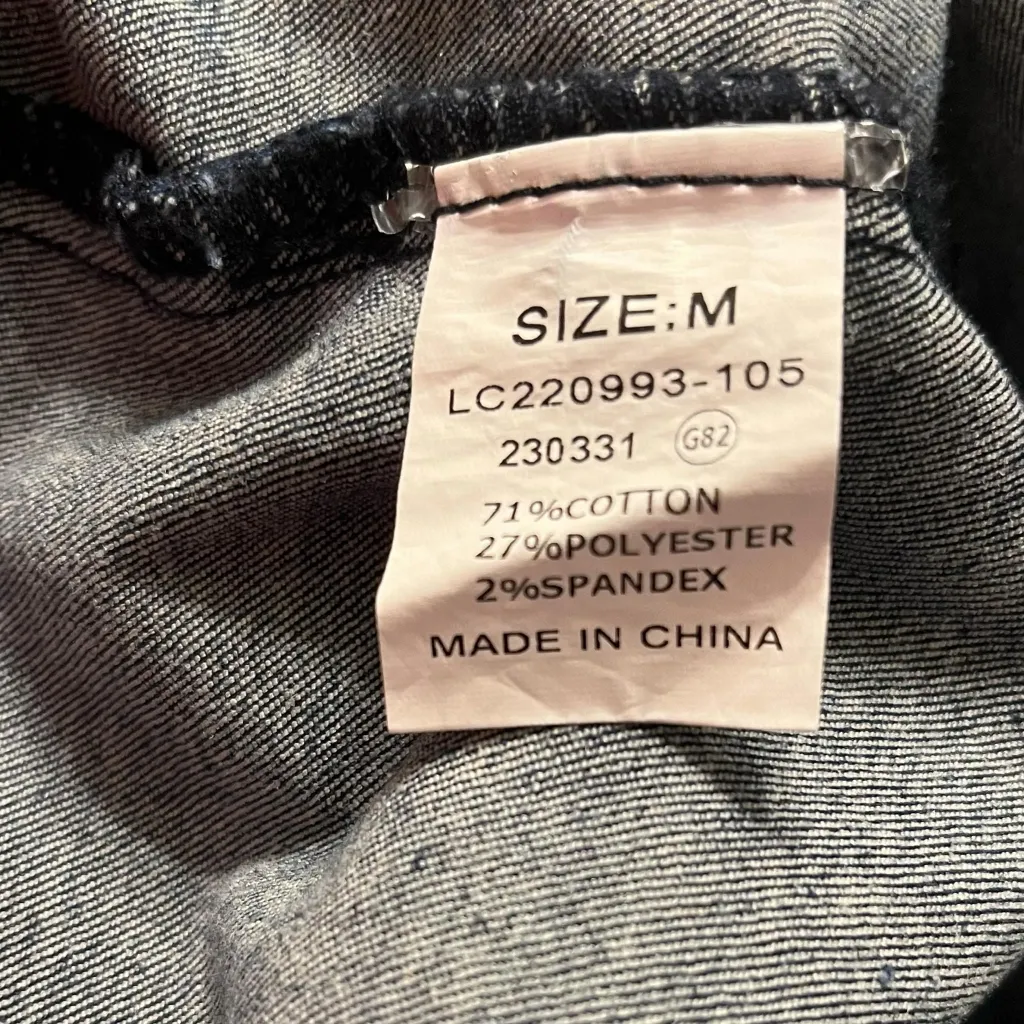 SIZE:M
LC220993-105
230331 G82
71%COTTON
27%POLYESTER
2%SPANDEX
MADE IN CHINA